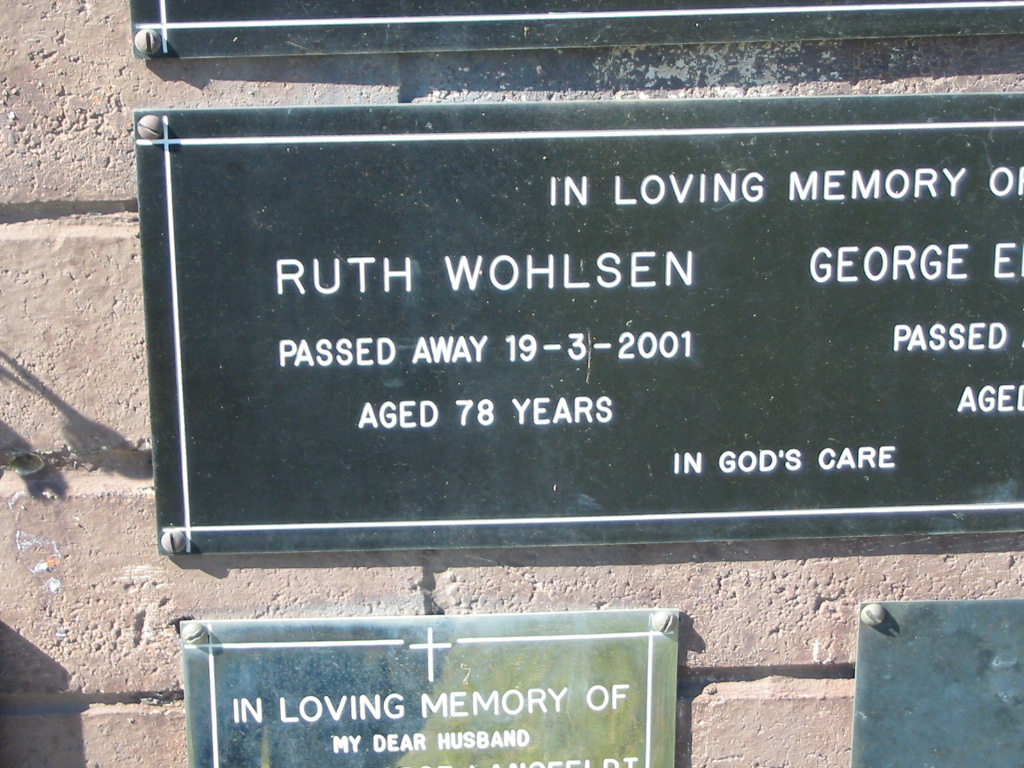 IN LOVING MEMORY OF
RUTH WOHLSEN GEORGE
PASSED AWAY 19-3-2001 PASSED
AGED 78 YEARS AGED
IN GOD'S CARE
IN LOVING MEMORY OF
MY DEAR HUSBAND